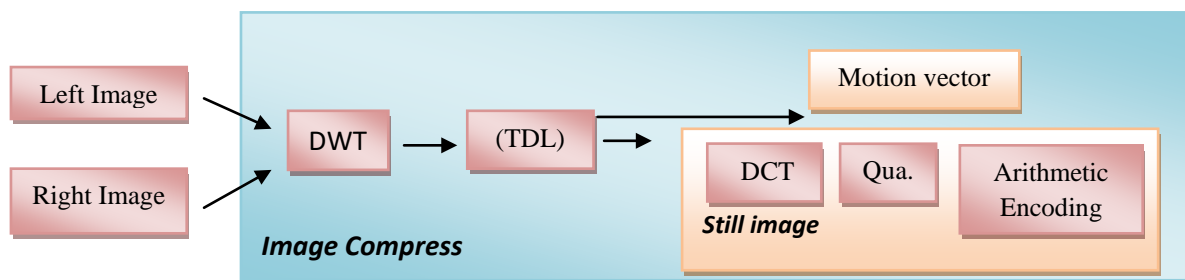 Left Image
Right Image
DWT
(TDL)
Motion vector
DCT
Qua.
Arithmetic
Encoding
Still image
Image Compress